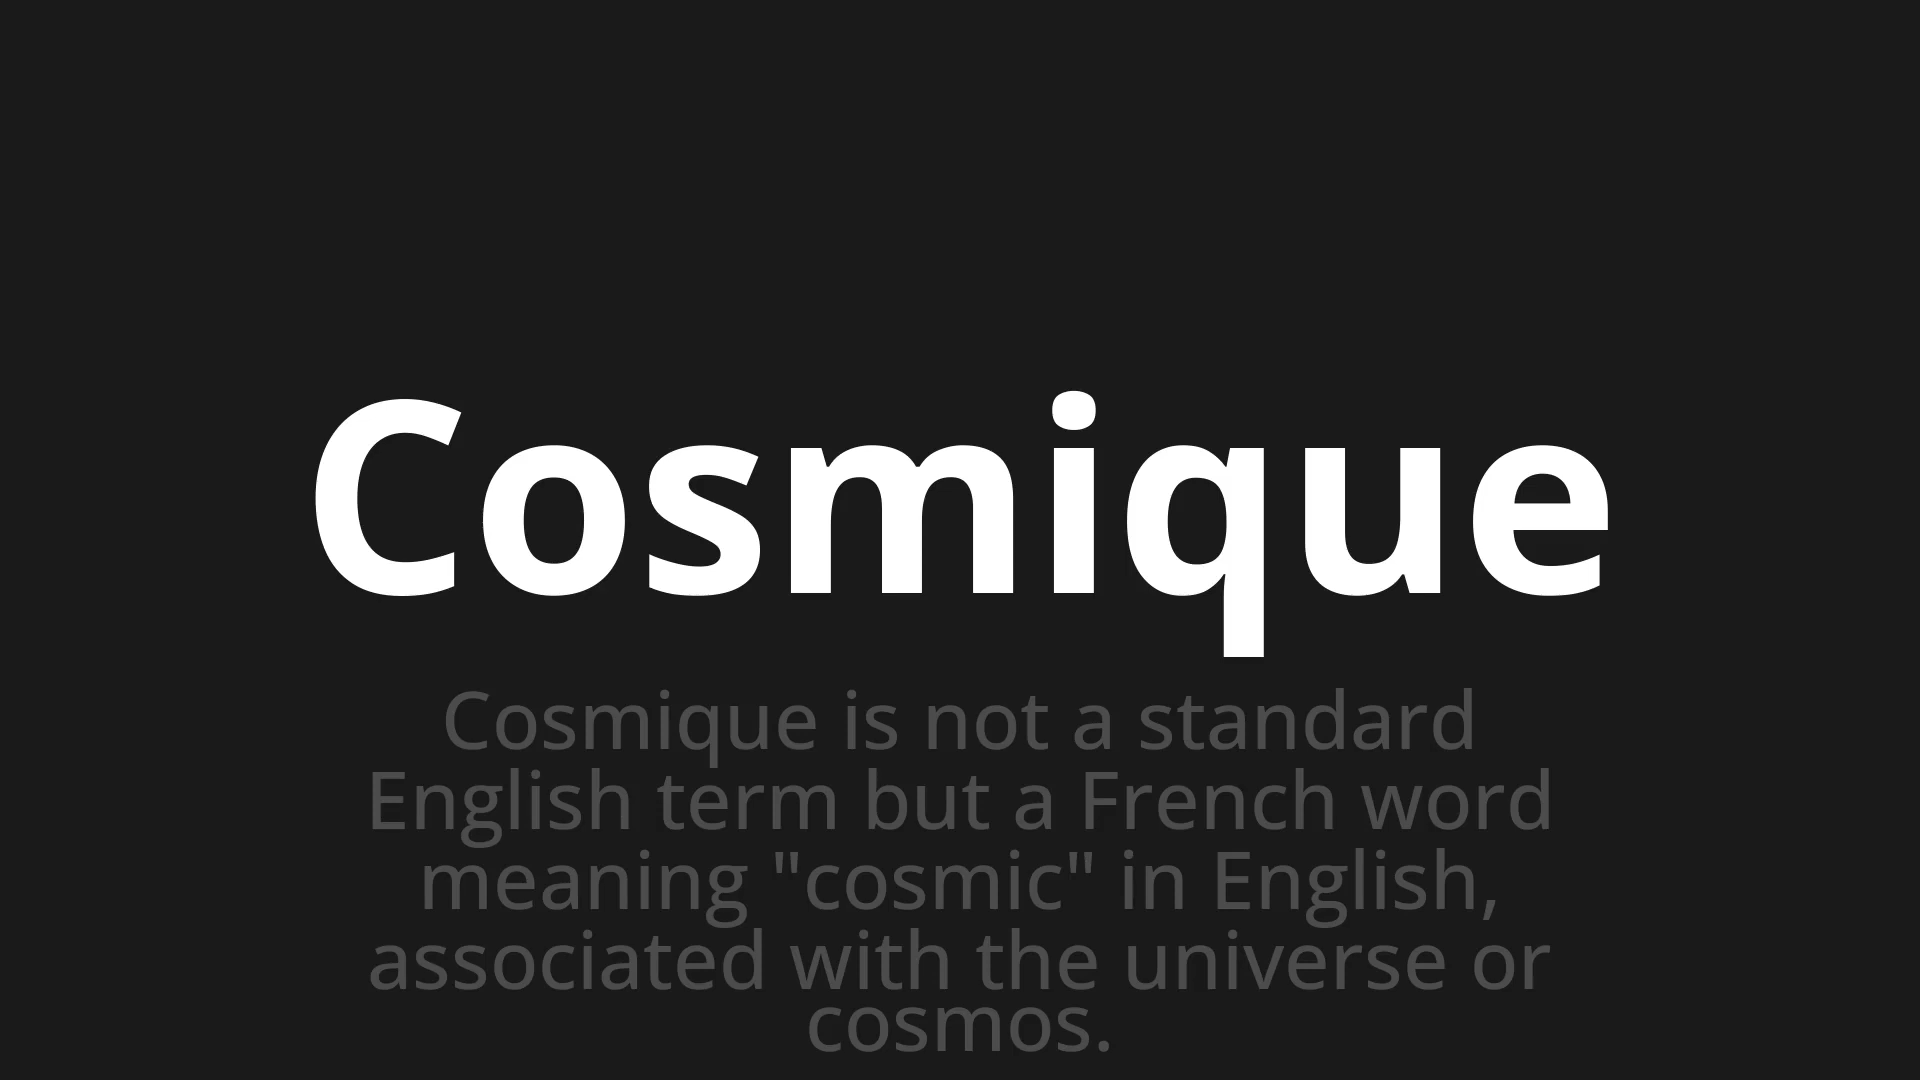 Cosmique
Cosmique is not a standard
English term but a French word
meaning "cosmic" in English,
associated with the universe or
cosmos.